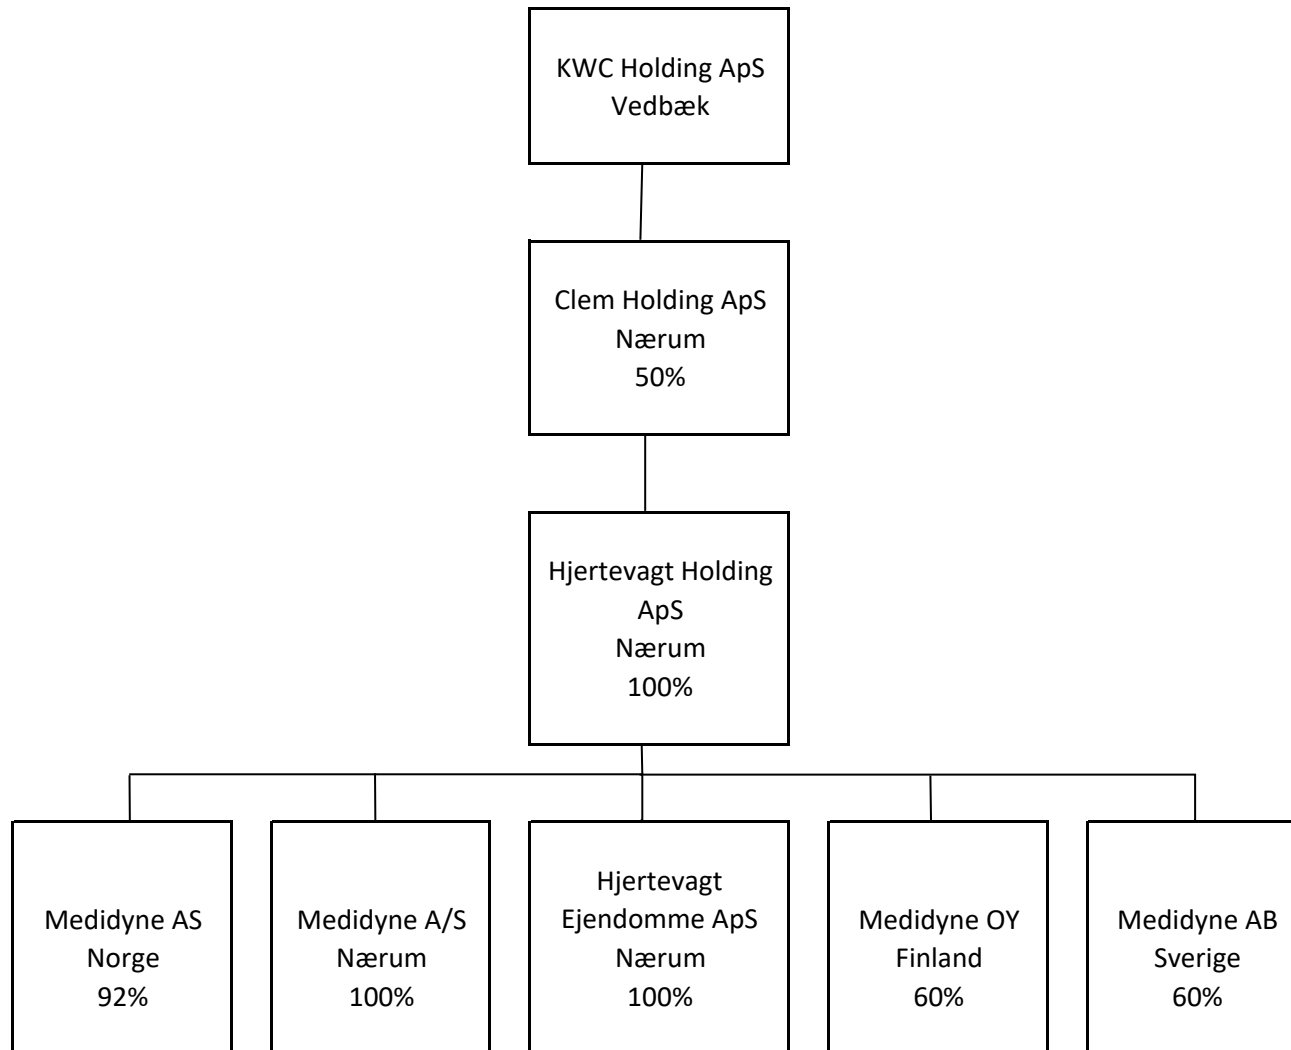 KWC Holding ApS
Vedbæk
Clem Holding ApS
Nærum
50%
Hjertevagt Holding
ApS
Nærum
100%
Medidyne AS
Norge
92%
Medidyne A/S
Nærum
100%
Hjertevagt
Ejendomme ApS
Nærum
100%
Medidyne OY
Finland
60%
Medidyne AB
Sverige
60%